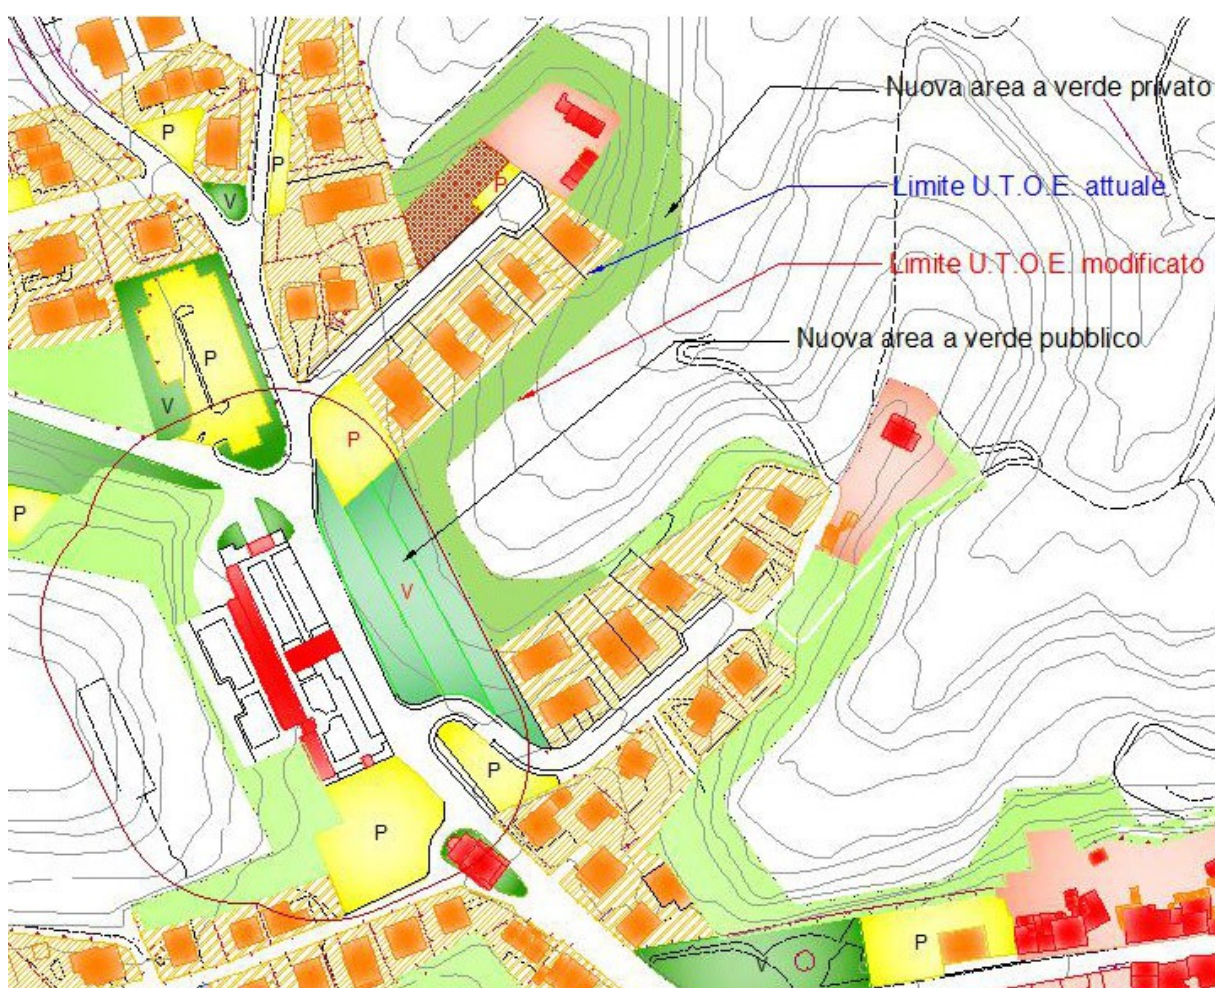 Nuova area a verde privato
P
P
P
Limite U.T.O.E. attuale
V
Limite U.T.O.E. modificato
Nuova area a verde pubblico
P
V
P
P
V
P
P
P
V